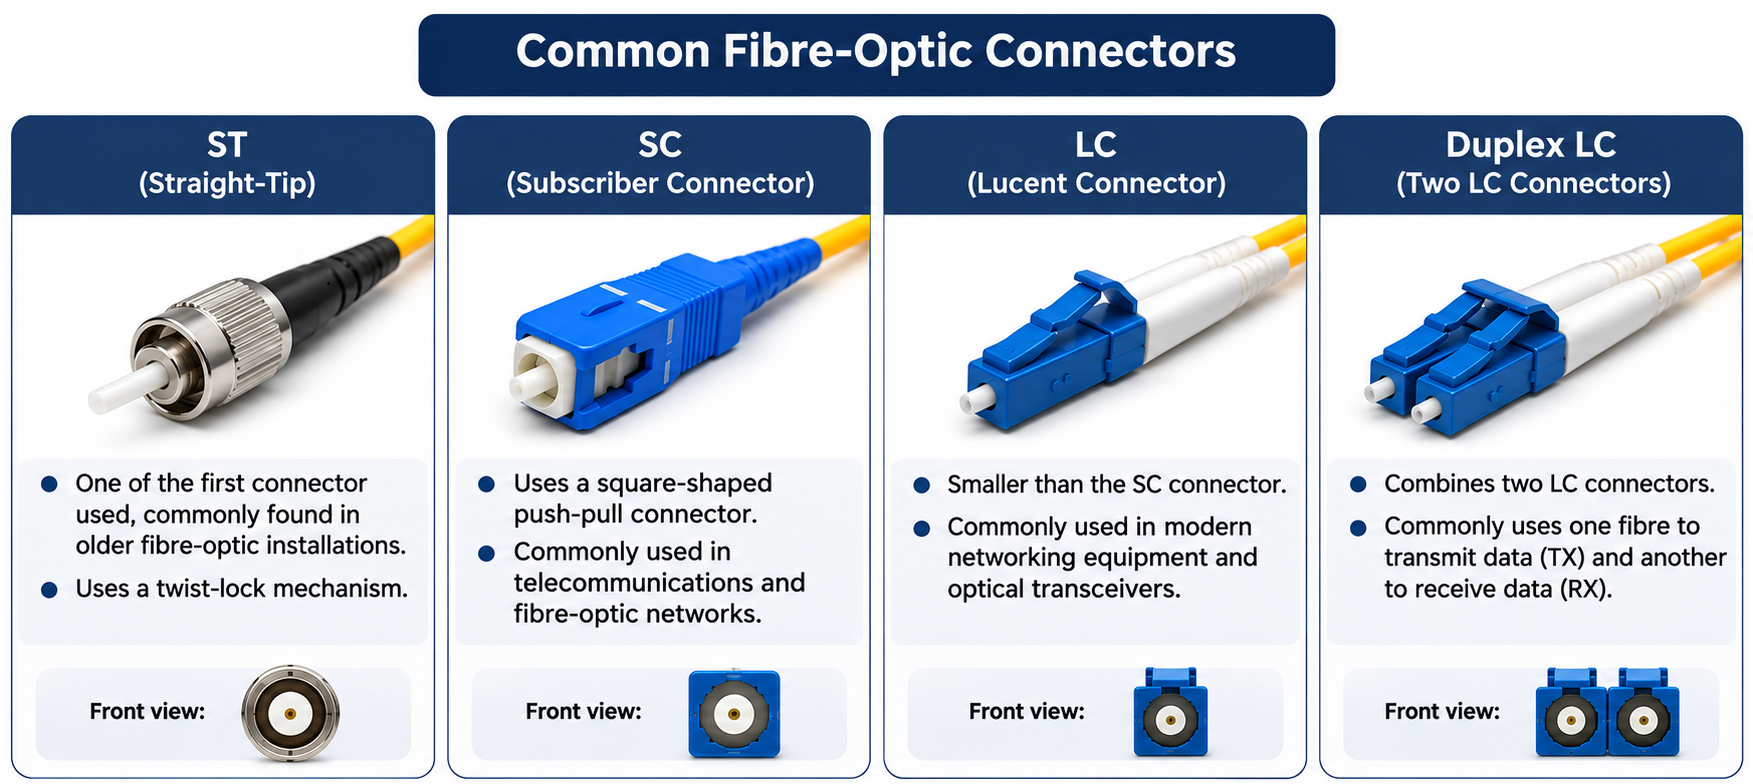 Common Fibre-Optic Connectors
ST
(Straight-Tip)
One of the first connector
used, commonly found in
older fibre-optic installations.
Uses a twist-lock mechanism.
Front view:
SC
(Subscriber Connector)
Uses a square-shaped
push-pull connector.
Commonly used in
telecommunications and
fibre-optic networks.
Front view:
LC
(Lucent Connector)
Smaller than the SC connector.
Commonly used in modern
networking equipment and
optical transceivers.
Front view:
Duplex LC
(Two LC Connectors)
Combines two LC connectors.
Commonly uses one fibre to
transmit data (TX) and another
to receive data (RX).
Front view: